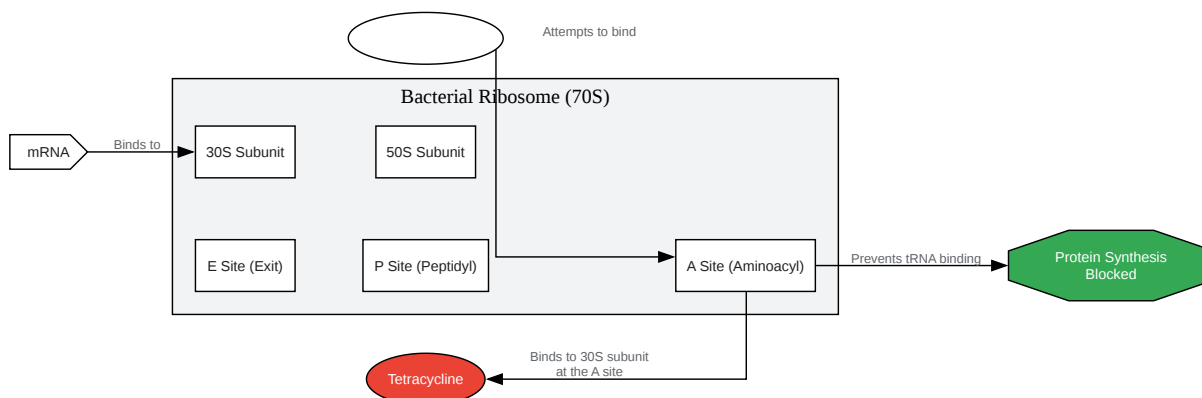 Attempts to bind
Bacterial Ribosome (70S)
mRNA
Binds to
30S Subunit
50S Subunit
E Site (Exit)
P Site (Peptidyl)
A Site (Aminoacyl)
Prevents tRNA binding
Protein Synthesis
Blocked
Binds to 30S subunit
at the A site
Tetracycline